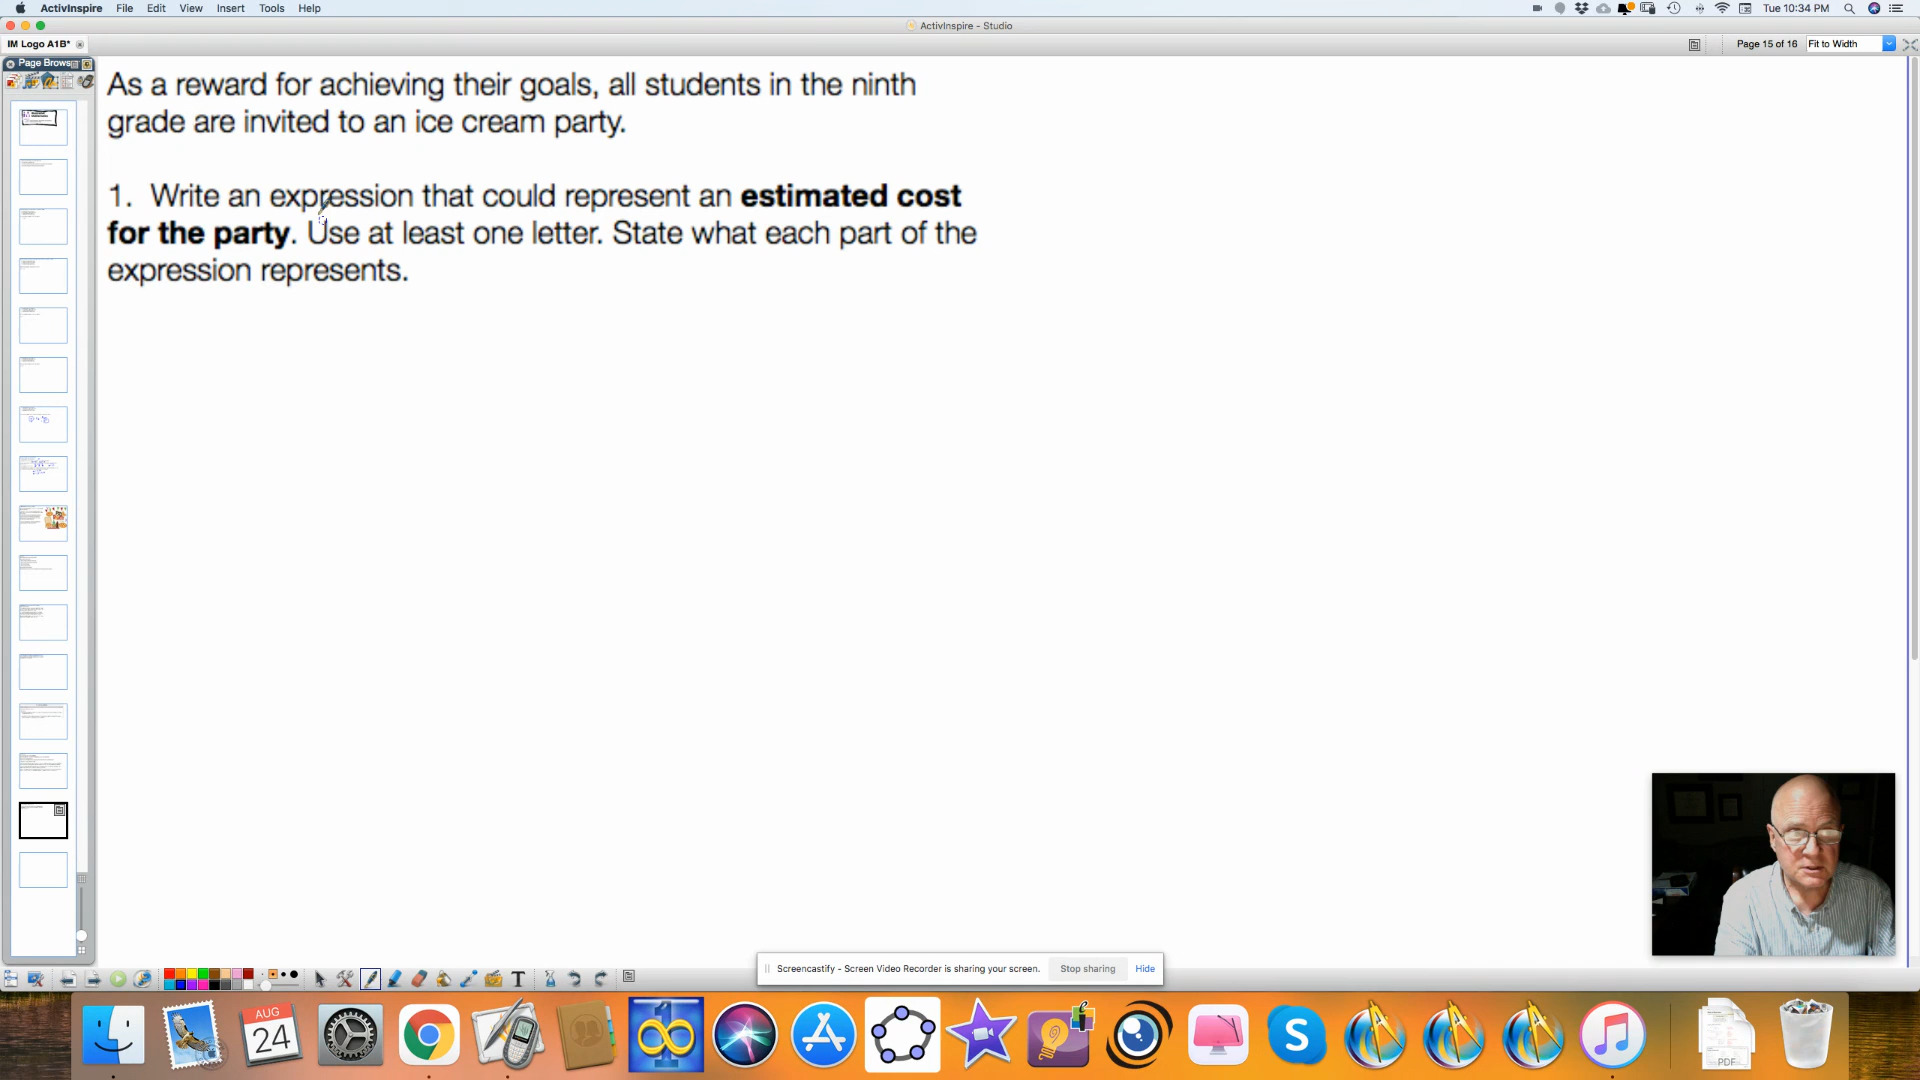 ActivInspire File Edit View Insert Tools Help
Tue 10:34 PM
ActivInspire - Studio
IM Logo A1B*
Page 15 of 16
Fit to Width
Page Brows
As a reward for achieving their goals, all students in the ninth
grade are invited to an ice cream party.
1. Write an expression that could represent an estimated cost
for the party. Use at least one letter. State what each part of the
expression represents.
Screencastify - Screen Video Recorder is sharing your screen. Stop sharing Hide
AUG
24
PDF